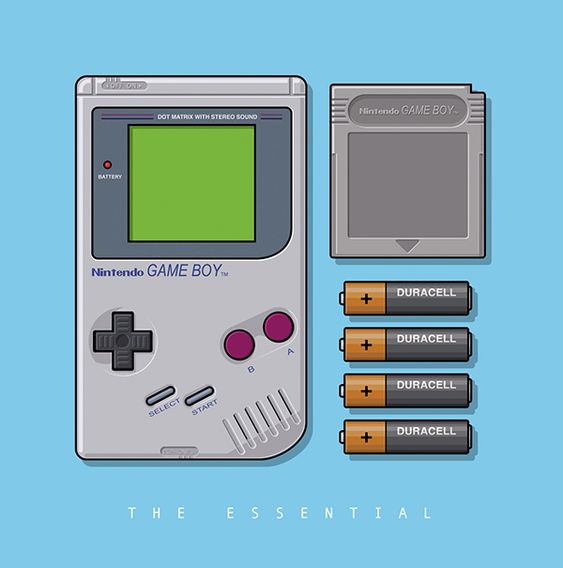 OFF ON
DOT MATRIX WITH STEREO SOUND
BATTERY
Nintendo GAME BOY™
B
A
SELECT
START
Nintendo GAME BOY™
+ DURACELL
+ DURACELL
+ DURACELL
+ DURACELL
THE ESSENTIAL